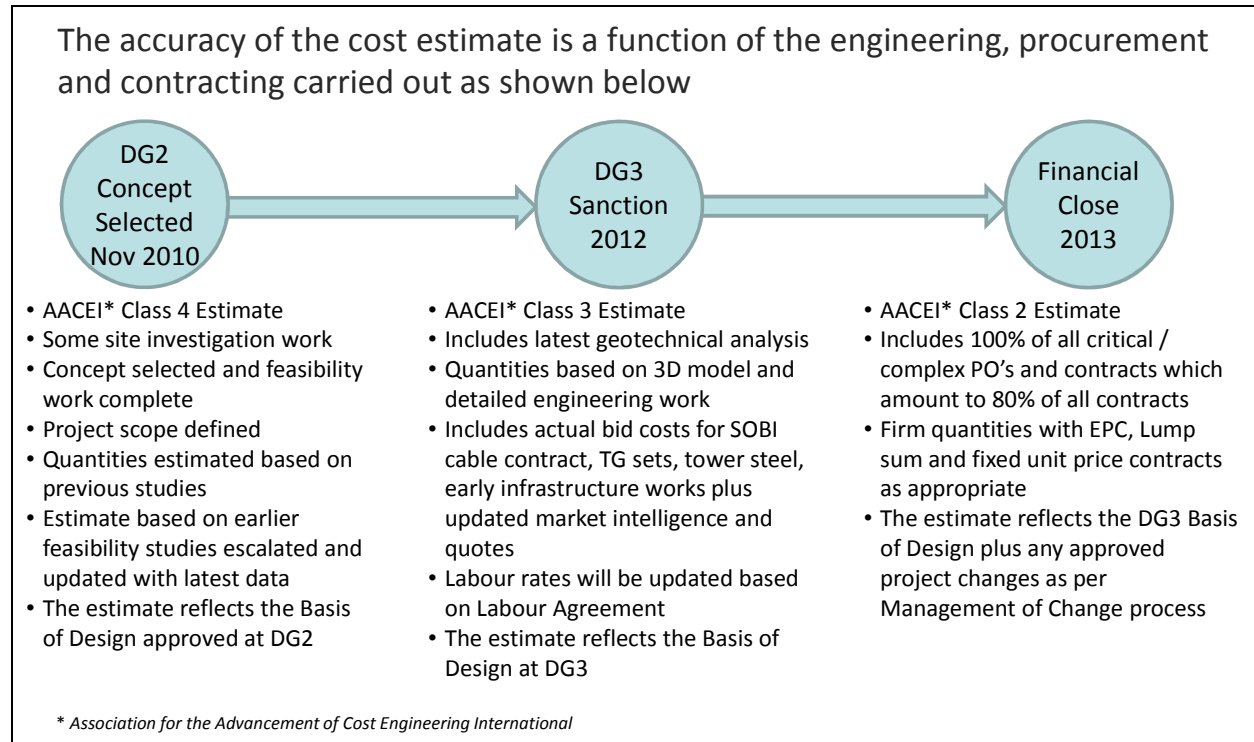 The accuracy of the cost estimate is a function of the engineering, procurement
and contracting carried out as shown below
DG2
Concept
Selected
Nov 2010
DG3
Sanction
2012
Financial
Close
2013
• AACEI* Class 4 Estimate
• Some site investigation work
• Concept selected and feasibility
work complete
• Project scope defined
• Quantities estimated based on
previous studies
• Estimate based on earlier
feasibility studies escalated and
updated with latest data
• The estimate reflects the Basis
of Design approved at DG2
• AACEI* Class 3 Estimate
• Includes latest geotechnical analysis
• Quantities based on 3D model and
detailed engineering work
• Includes actual bid costs for SOBI
cable contract, TG sets, tower steel,
early infrastructure works plus
updated market intelligence and
quotes
• Labour rates will be updated based
on Labour Agreement
• The estimate reflects the Basis of
Design at DG3
• AACEI* Class 2 Estimate
• Includes 100% of all critical /
complex PO's and contracts which
amount to 80% of all contracts
• Firm quantities with EPC, Lump
sum and fixed unit price contracts
as appropriate
• The estimate reflects the DG3 Basis
of Design plus any approved
project changes as per
Management of Change process
* Association for the Advancement of Cost Engineering International